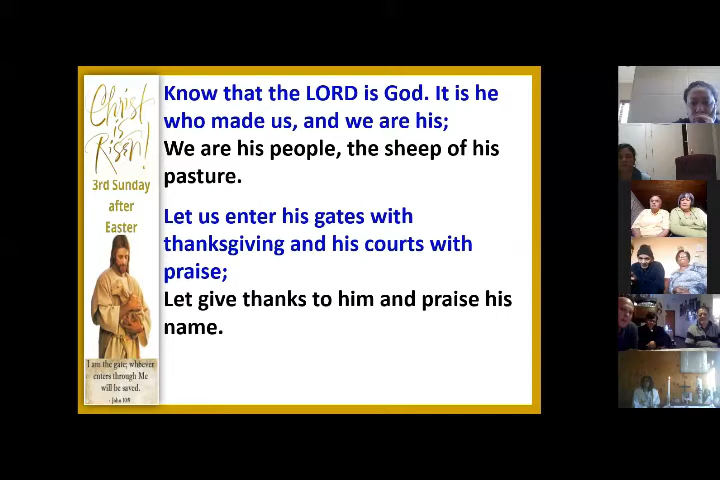 Christ
is
Risen!
3rd Sunday
after
Easter
I am the gate; whoever
enters through Me
will be saved.
- John 10:9
Know that the LORD is God. It is he
who made us, and we are his;
We are his people, the sheep of his
pasture.
Let us enter his gates with
thanksgiving and his courts with
praise;
Let give thanks to him and praise his
name.